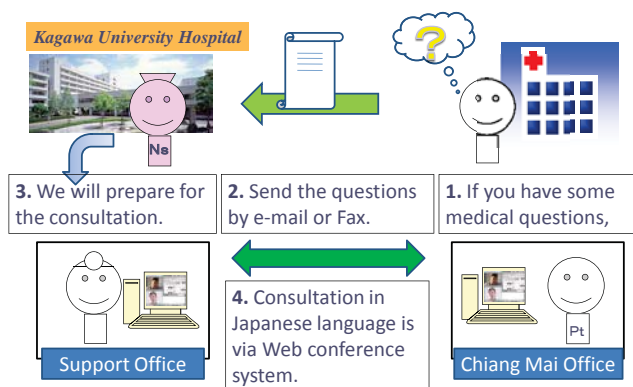 Kagawa University Hospital
?
Ns
3. We will prepare for
the consultation.
2. Send the questions
by e-mail or Fax.
1. If you have some
medical questions,
4. Consultation in
Japanese language is
via Web conference
system.
Pt
Support Office
Chiang Mai Office